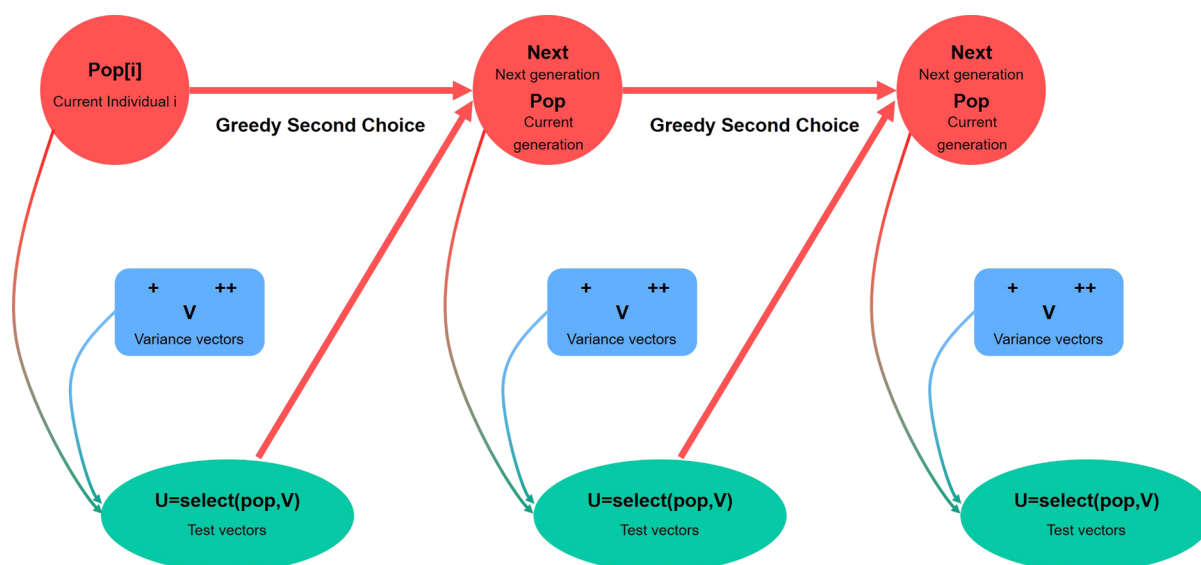 Pop[i]
Current Individual i
Greedy Second Choice
Next
Next generation
Pop
Current
generation
Greedy Second Choice
Next
Next generation
Pop
Current
generation
+ ++
V
Variance vectors
+ ++
V
Variance vectors
+ ++
V
Variance vectors
U=select(pop,V)
Test vectors
U=select(pop,V)
Test vectors
U=select(pop,V)
Test vectors